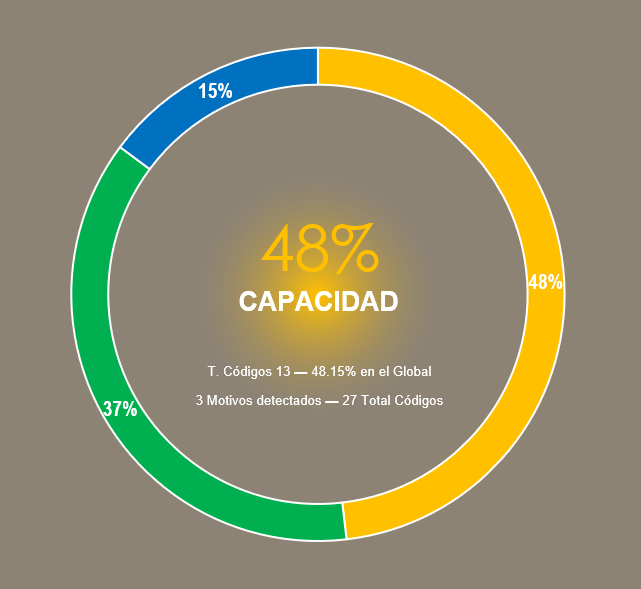 15%
48%
48%
CAPACIDAD
T. Códigos 13 — 48.15% en el Global
3 Motivos detectados — 27 Total Códigos
37%